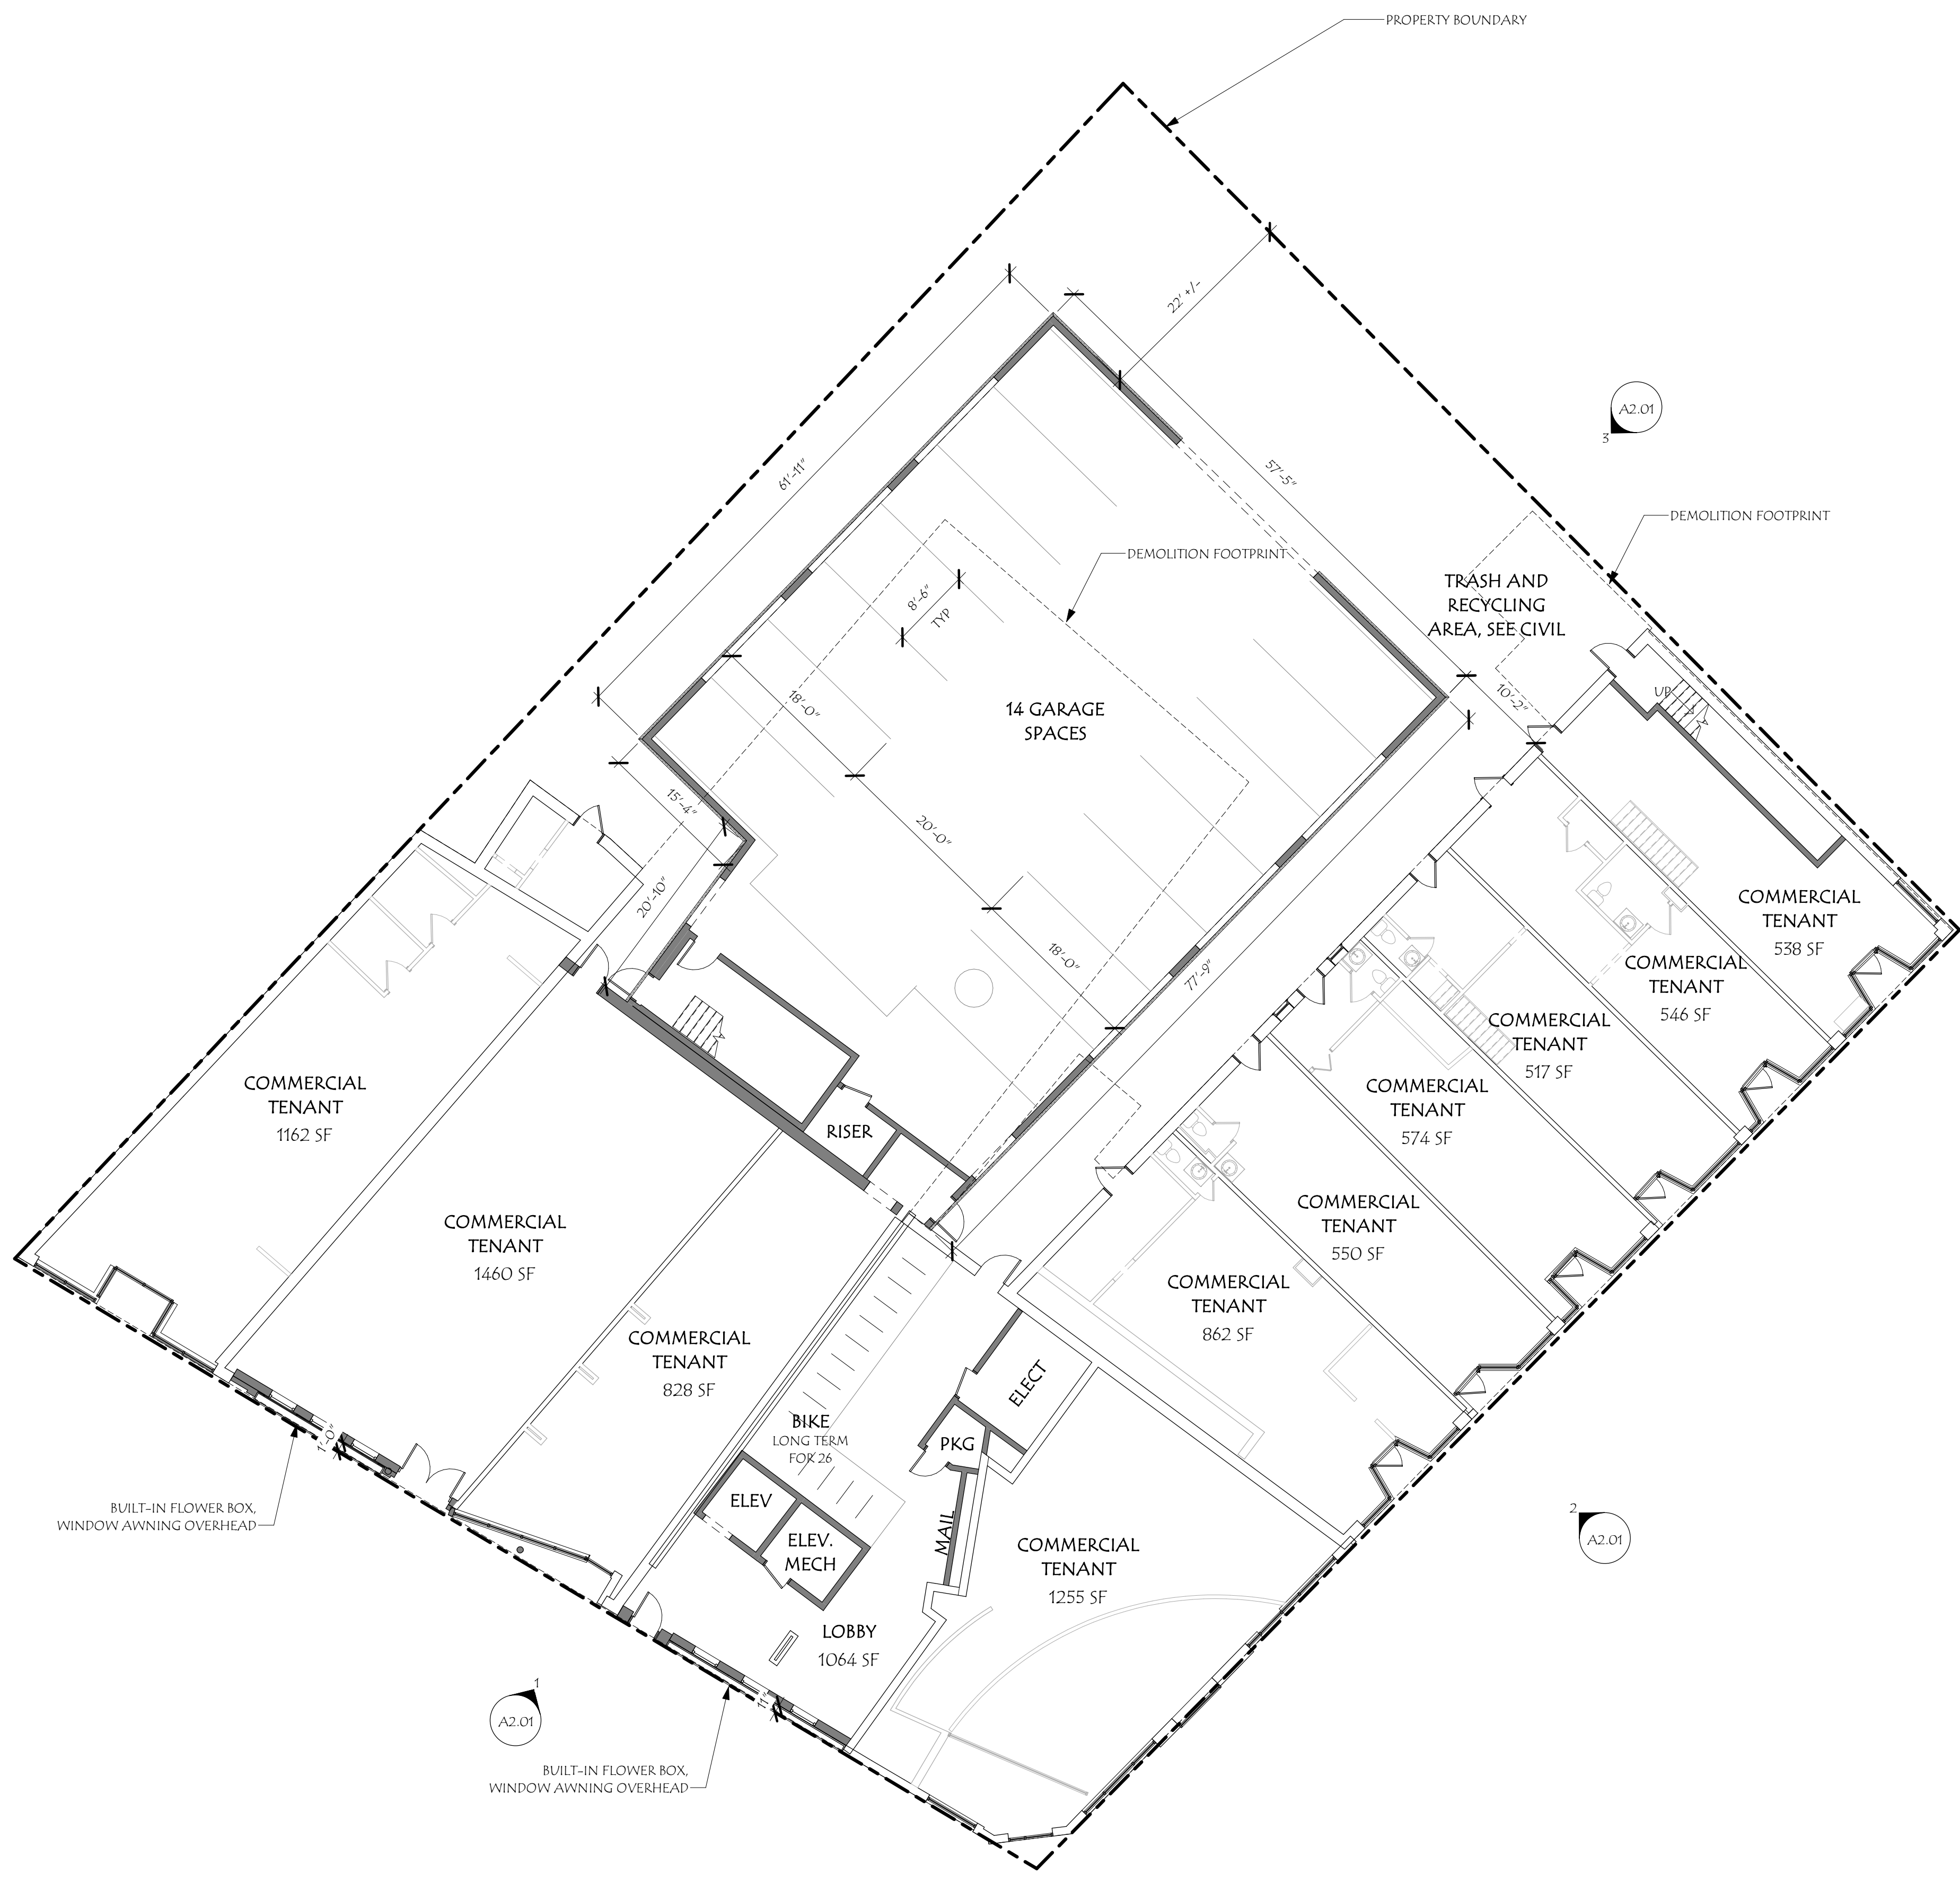 PROPERTY BOUNDARY
22' +/-
61'-11"
57'-5"
A2.01
3
DEMOLITION FOOTPRINT
DEMOLITION FOOTPRINT
8'-6"
TYP
TRASH AND
RECYCLING
AREA, SEE CIVIL
18'-0"
14 GARAGE
SPACES
10'-2"
UP
15'-4"
20'-0"
20'-10"
18'-0"
77'-9"
COMMERCIAL
TENANT
538 SF
COMMERCIAL
TENANT
546 SF
COMMERCIAL
TENANT
517 SF
COMMERCIAL
TENANT
574 SF
COMMERCIAL
TENANT
1162 SF
RISER
COMMERCIAL
TENANT
1460 SF
COMMERCIAL
TENANT
550 SF
COMMERCIAL
TENANT
862 SF
COMMERCIAL
TENANT
828 SF
ELECT
BIKE
LONG TERM
FOR 26
PKG
1'-0"
ELEV
BUILT-IN FLOWER BOX,
WINDOW AWNING OVERHEAD
ELEV.
MECH
MAIL
COMMERCIAL
TENANT
1255 SF
2
A2.01
LOBBY
1064 SF
1
A2.01
11"
BUILT-IN FLOWER BOX,
WINDOW AWNING OVERHEAD